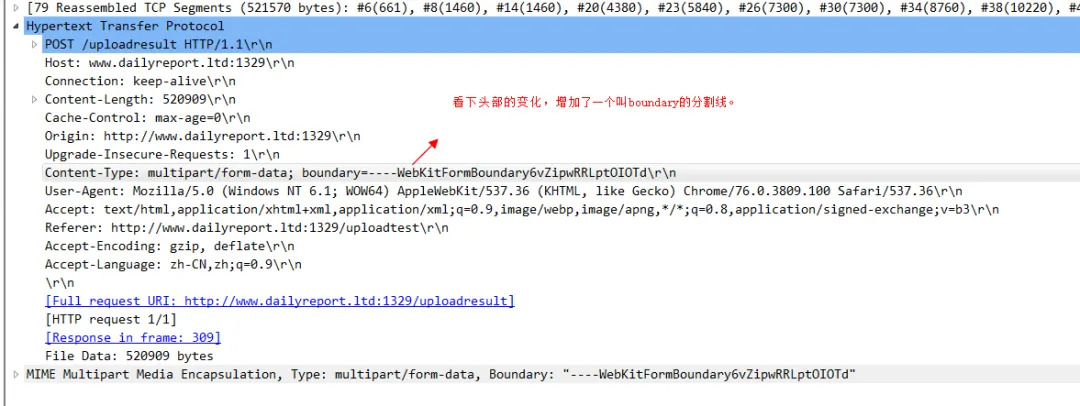 [79 Reassembled TCP Segments (521570 bytes): #6(661), #8(1460), #14(1460), #20(4380), #23(5840), #26(7300), #30(7300), #34(8760), #38(10220), #4
Hypertext Transfer Protocol
POST /uploadresult HTTP/1.1\r\n
Host: www.dailyreport.ltd:1329\r\n
Connection: keep-alive\r\n
Content-Length: 520909\r\n
看下头部的变化，增加了一个叫boundary的分割线。
Cache-Control: max-age=0\r\n
Origin: http://www.dailyreport.ltd:1329\r\n
Upgrade-Insecure-Requests: 1\r\n
Content-Type: multipart/form-data; boundary=----WebKitFormBoundary6vZipwRRLptOIOTd\r\n
User-Agent: Mozilla/5.0 (Windows NT 6.1; WOW64) AppleWebKit/537.36 (KHTML, like Gecko) Chrome/76.0.3809.100 Safari/537.36\r\n
Accept: text/html,application/xhtml+xml,application/xml;q=0.9,image/webp,image/apng,*/*;q=0.8,application/signed-exchange;v=b3\r\n
Referer: http://www.dailyreport.ltd:1329/uploadtest\r\n
Accept-Encoding: gzip, deflate\r\n
Accept-Language: zh-CN,zh;q=0.9\r\n
\r\n
[Full request URI: http://www.dailyreport.ltd:1329/uploadresult]
[HTTP request 1/1]
[Response in frame: 309]
File Data: 520909 bytes
MIME Multipart Media Encapsulation, Type: multipart/form-data, Boundary: "----WebKitFormBoundary6vZipwRRLptOIOTd"